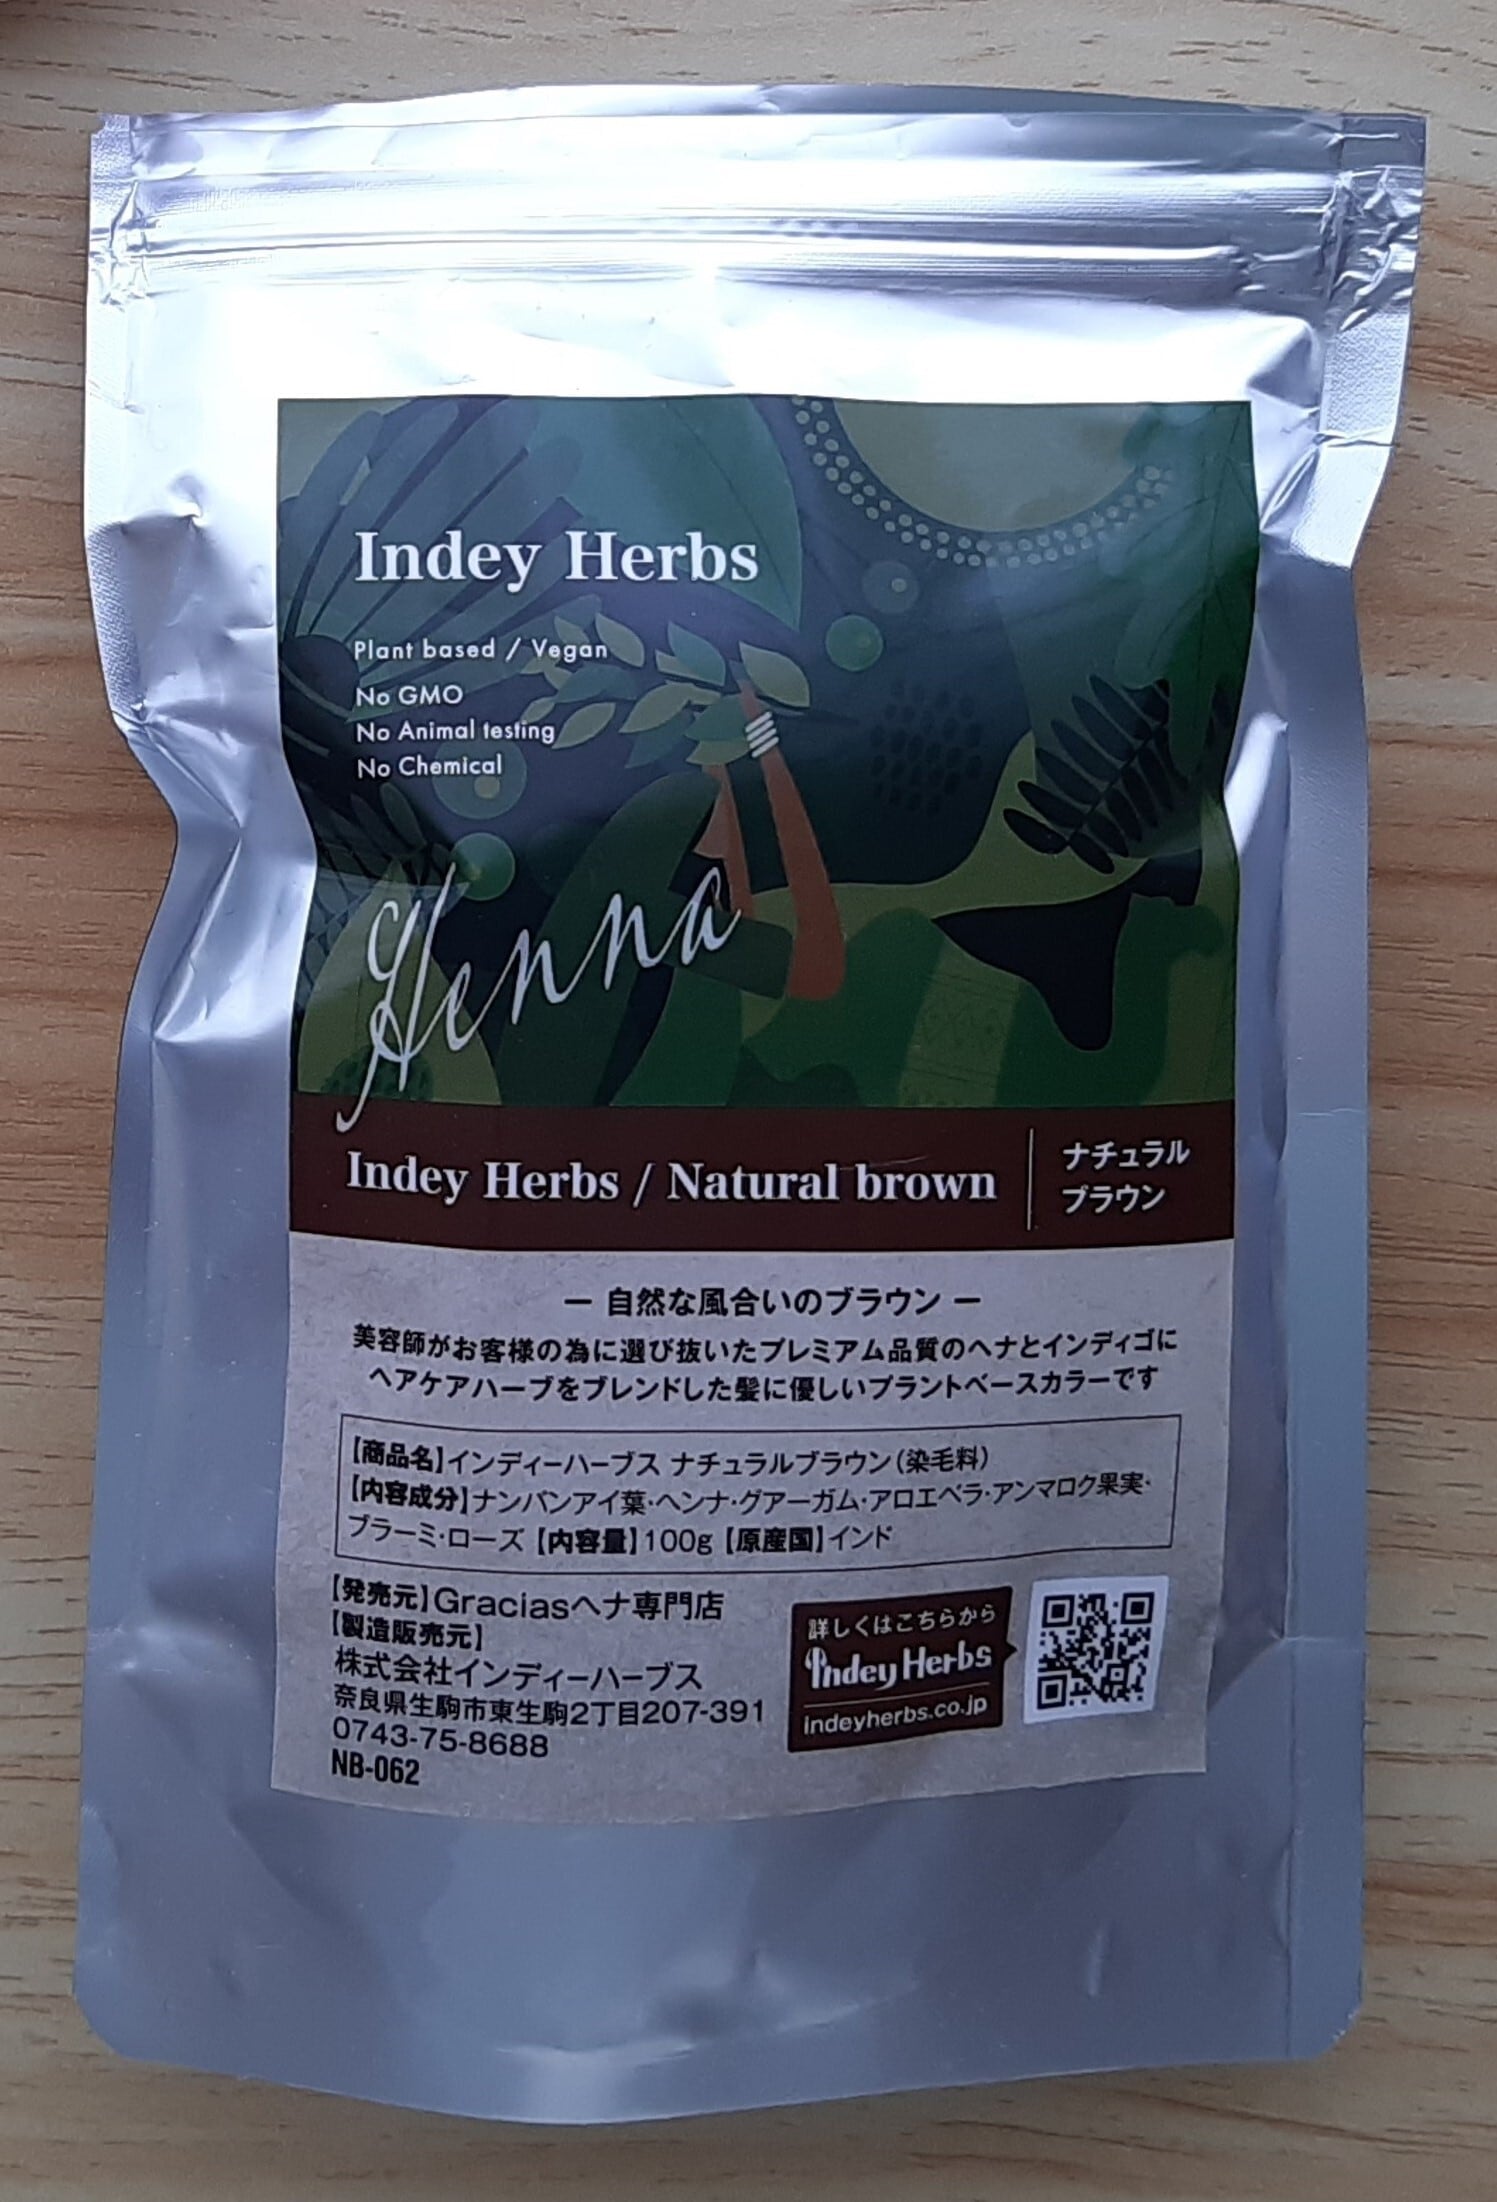 Indey Herbs
Plant based / Vegan
No GMO
No Animal testing
No Chemical
Henna
Indey Herbs / Natural brown
ナチュラル
ブラウン
— 自然な風合いのブラウン —
美容師がお客様の為に選び抜いたプレミアム品質のヘナとインディゴに
ヘアケアハーブをブレンドした髪に優しいプラントベースカラーです
【商品名】インディーハーブス ナチュラルブラウン(染毛料)
【内容成分】ナンバンアイ葉・ヘンナ・グアーガム・アロエベラ・アンマロク果実・
ブラーミ・ローズ 【内容量】100g 【原産国】インド
【発売元】Graciasヘナ専門店
【製造販売元】
株式会社インディーハーブス
奈良県生駒市東生駒2丁目207-391
0743-75-8688
NB-062
詳しくはこちらから
Indey Herbs
indeyherbs.co.jp